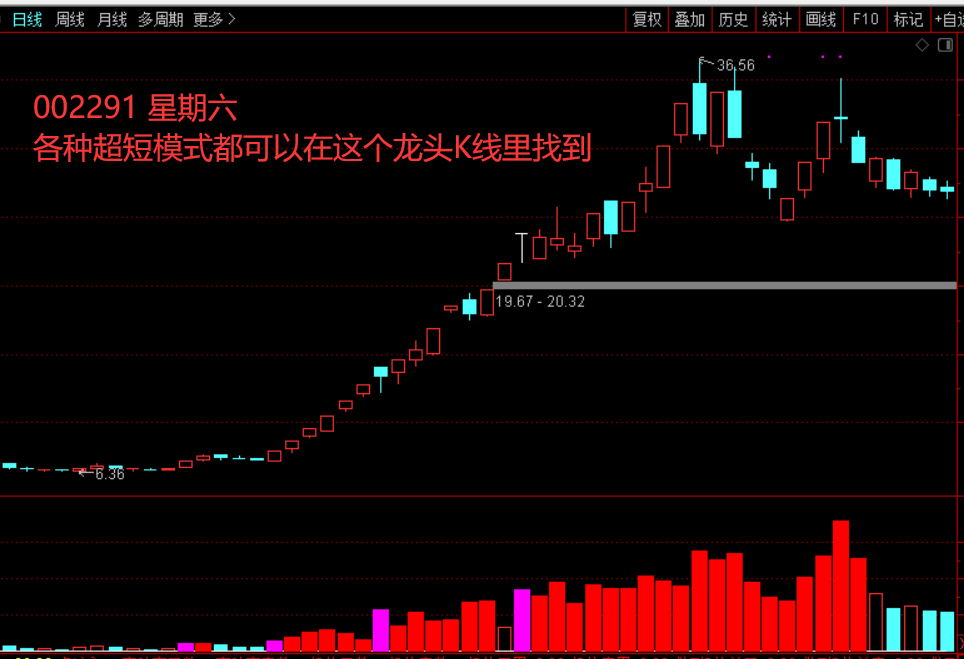 日线 周线 月线 多周期 更多 复权 叠加 历史 统计 画线 F10 标记 +自
36.56
002291 星期六
各种超短模式都可以在这个龙头K线里找到
19.67 - 20.32
6.36